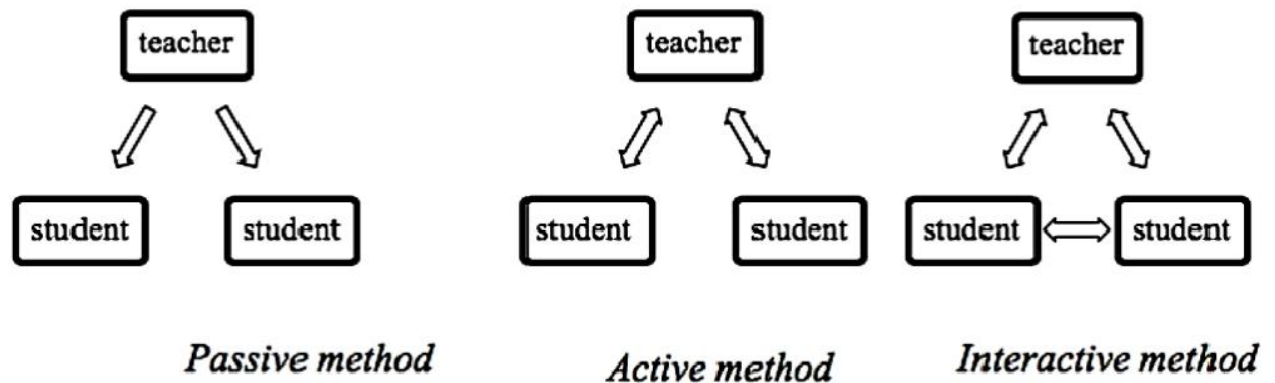 teacher
teacher
teacher
student
student
student
student
student
student
Passive method
Active method
Interactive method